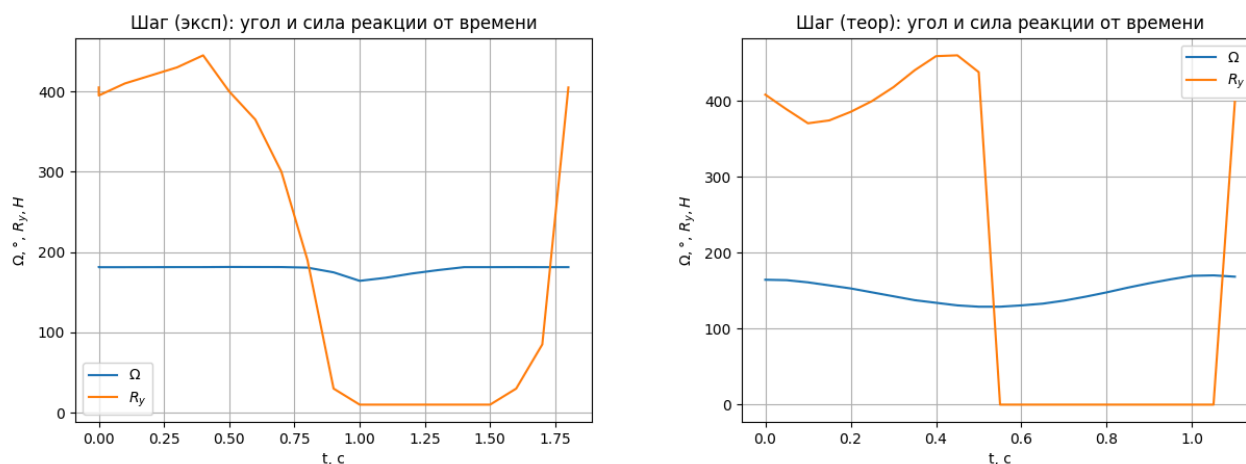 Шаг (эксп): угол и сила реакции от времени
Ω, °, R_y, H
400
300
200
100
0
Ω
R_y
0.00 0.25 0.50 0.75 1.00 1.25 1.50 1.75
t, с
Шаг (теор): угол и сила реакции от времени
Ω, °, R_y, H
400
300
200
100
0
Ω
R_y
0.0 0.2 0.4 0.6 0.8 1.0
t, с